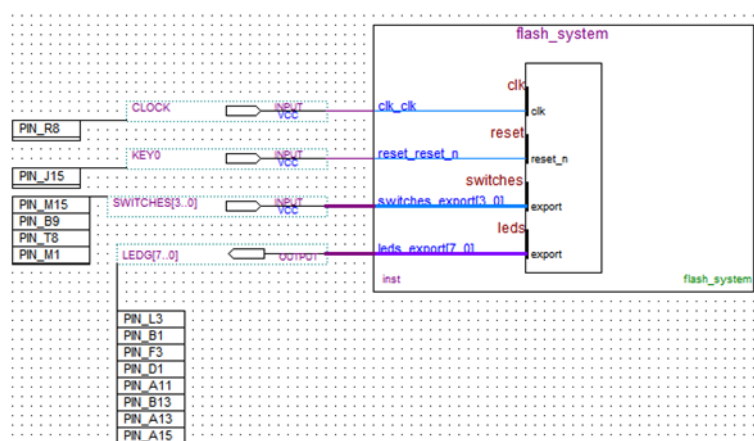 flash_system
clk
CLOCK
INPUT
VCC
clk_clk
clk
PIN_R8
reset
KEY0
INPUT
VCC
reset_reset_n
reset_n
PIN_J15
switches
SWITCHES[3..0]
INPUT
VCC
switches_export[3..0]
export
PIN_M15
PIN_B9
PIN_T8
PIN_M1
leds
LEDG[7..0]
OUTPUT
leds_export[7..0]
export
inst
flash_system
PIN_L3
PIN_B1
PIN_F3
PIN_D1
PIN_A11
PIN_B13
PIN_A13
PIN_A15